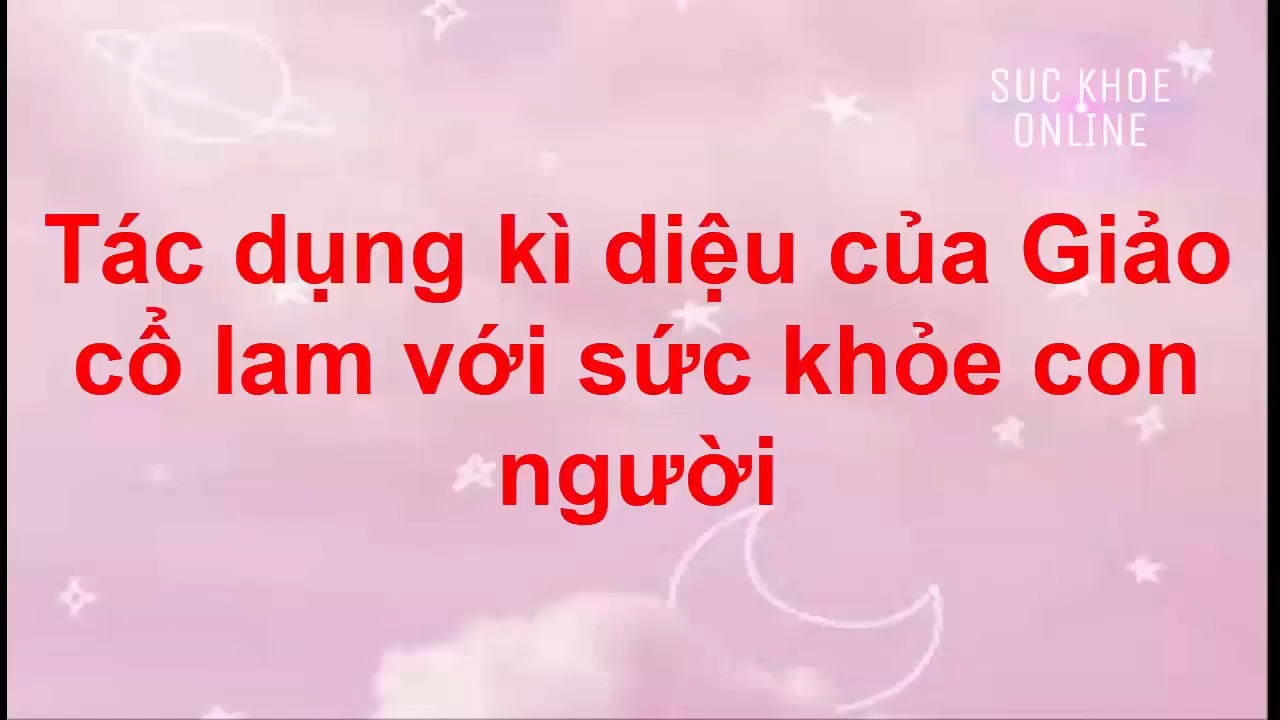 SUC KHOE
ONLINE
Tác dụng kì diệu của Giảo
cổ lam với sức khỏe con
người